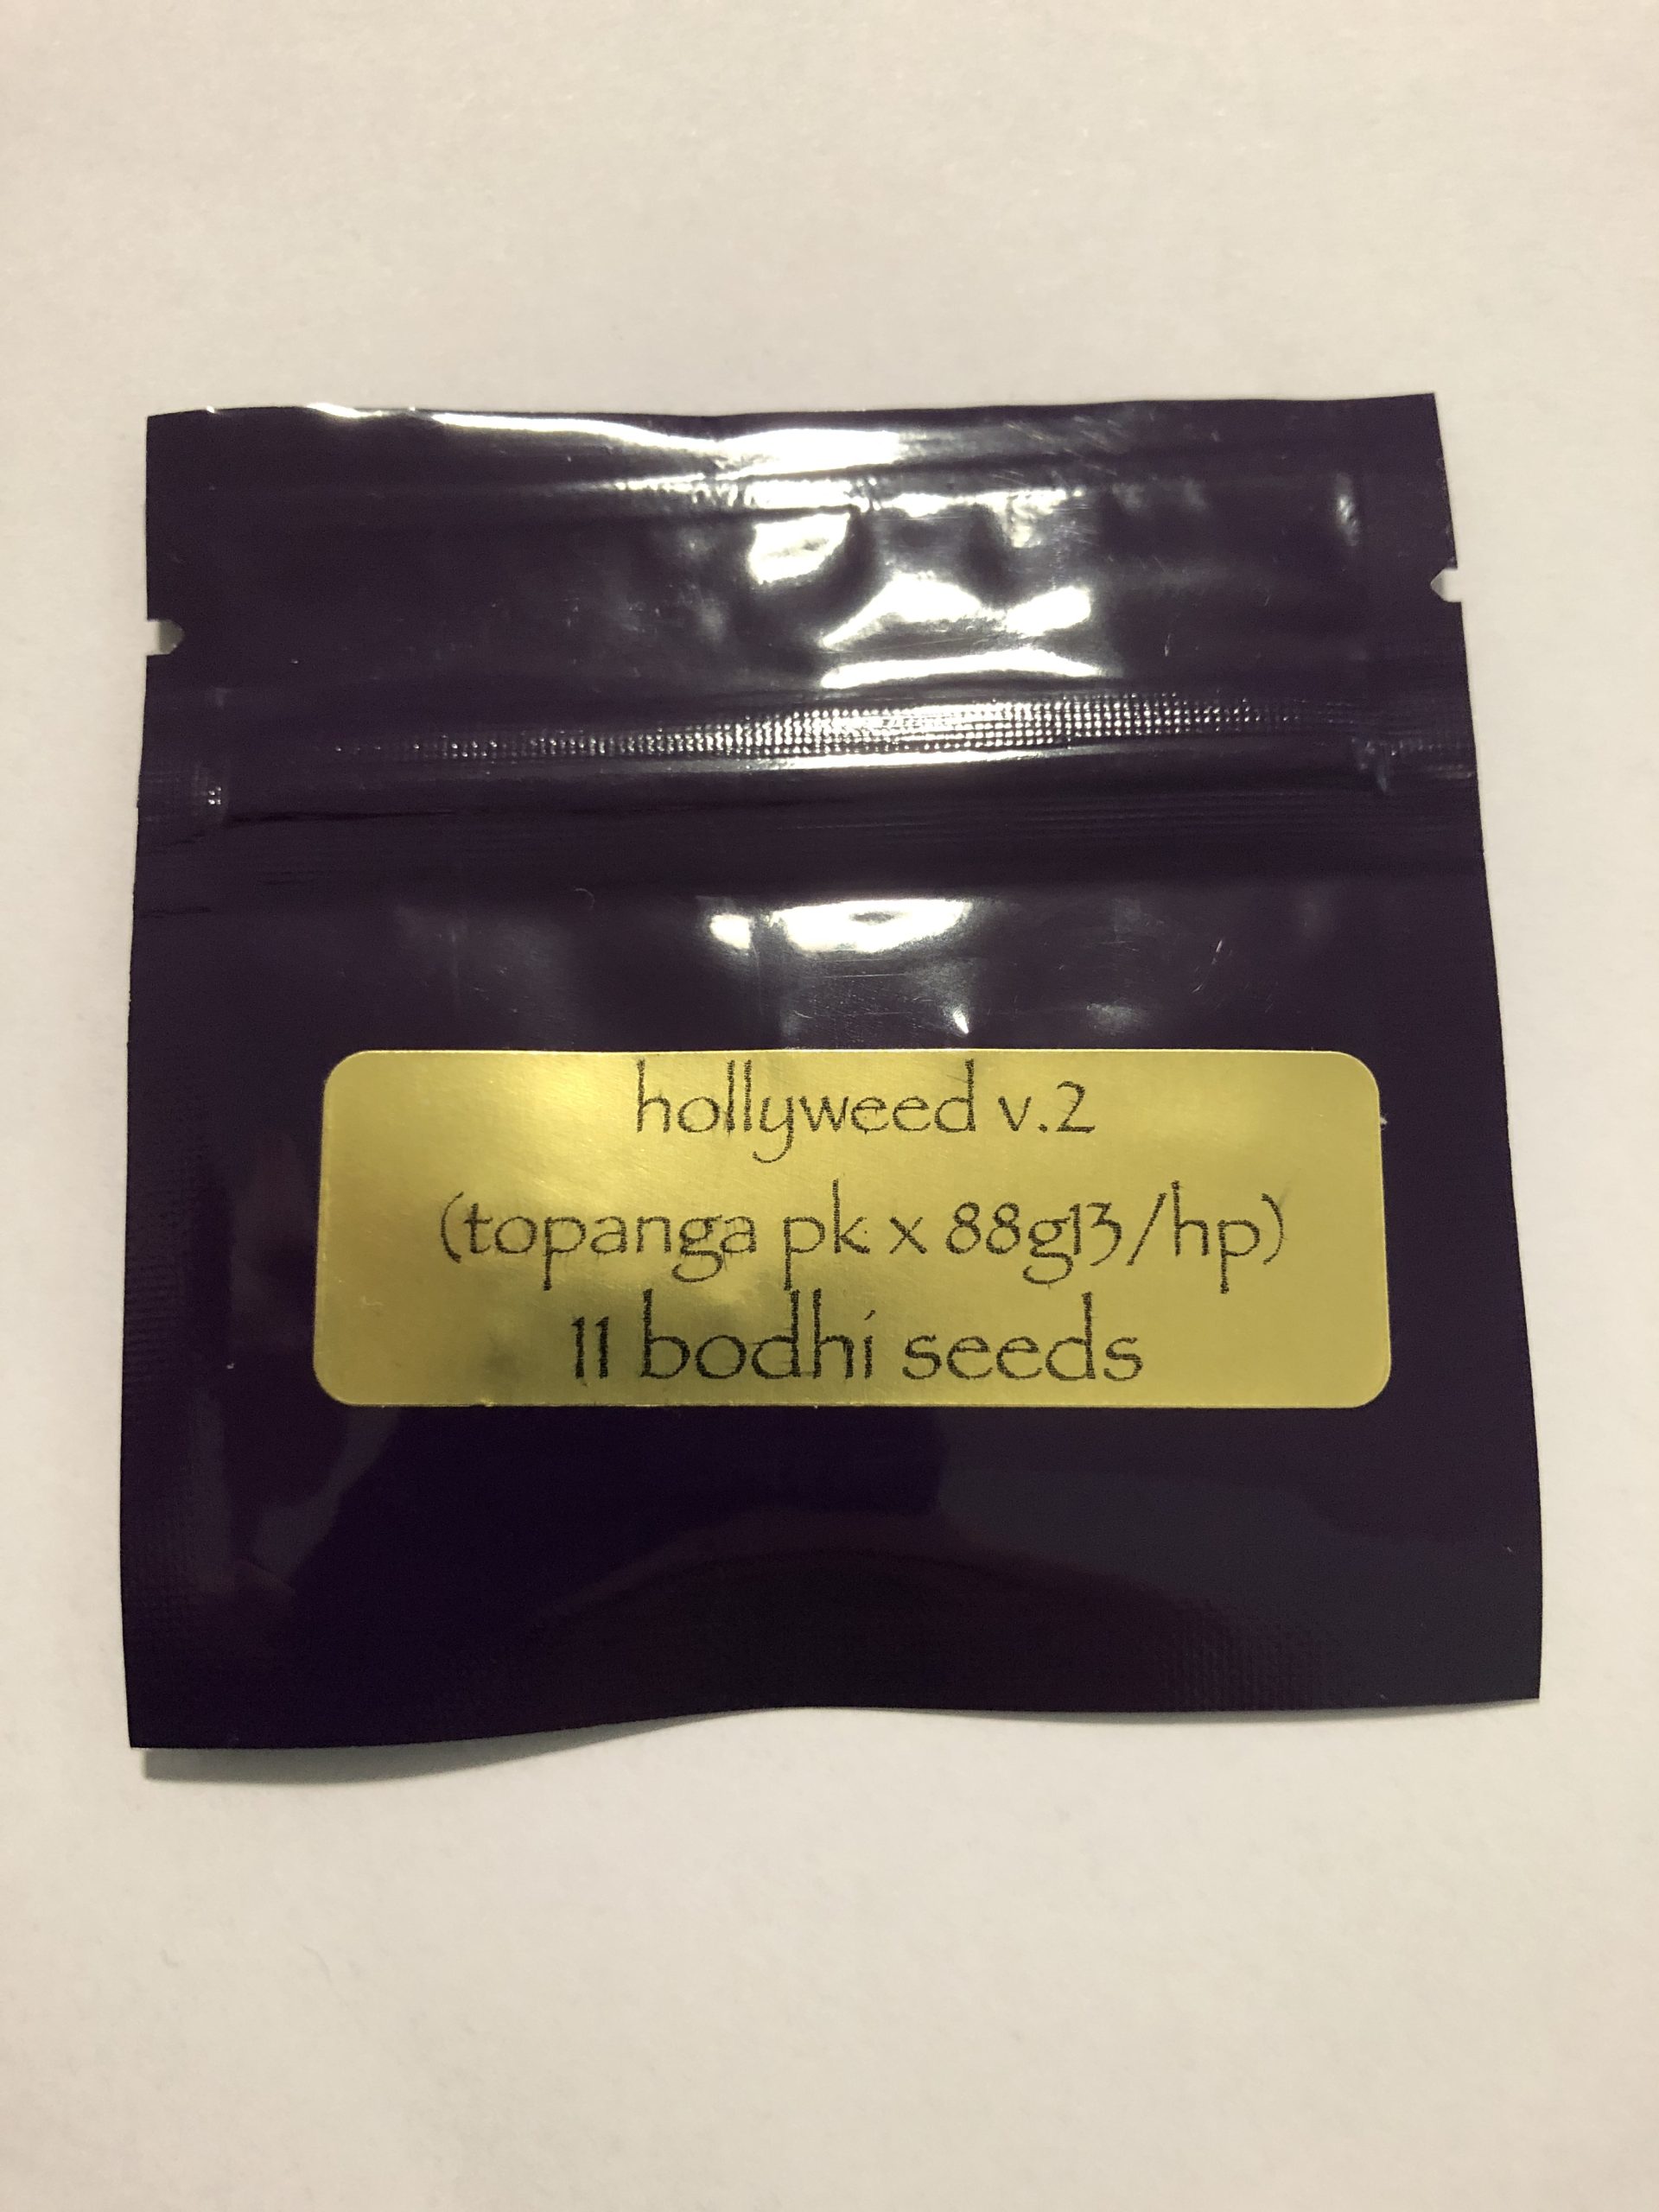 hollyweed v.2
(topanga pk x 88g13/hp)
11 bodhi seeds